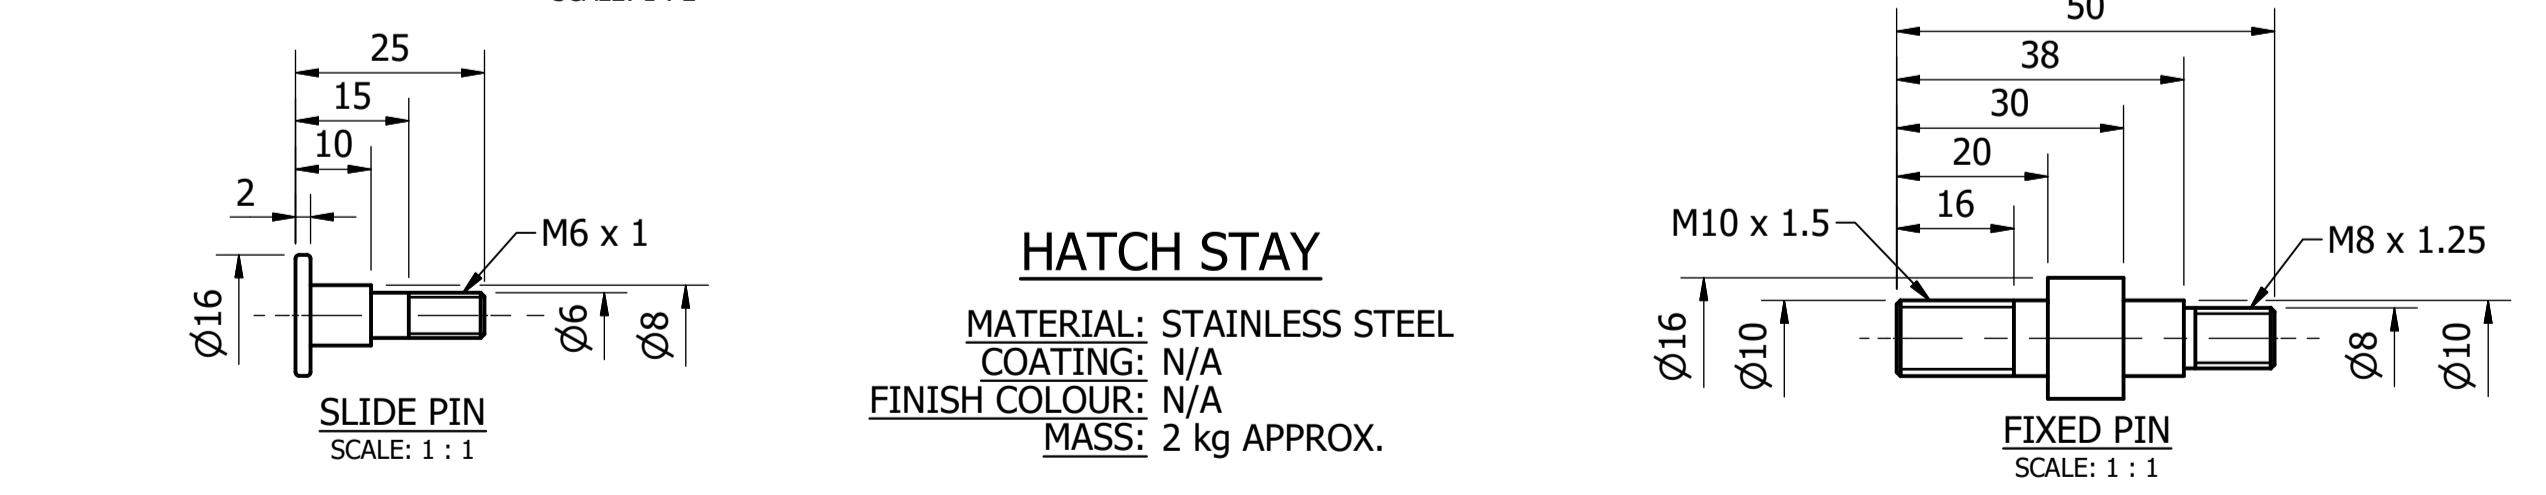 25
15
10
2
M6 x 1
Ø16
Ø6
Ø8
SLIDE PIN
SCALE: 1 : 1
HATCH STAY
MATERIAL: STAINLESS STEEL
COATING: N/A
FINISH COLOUR: N/A
MASS: 2 kg APPROX.
50
38
30
20
16
M10 x 1.5
M8 x 1.25
Ø16
Ø10
Ø8
Ø10
FIXED PIN
SCALE: 1 : 1